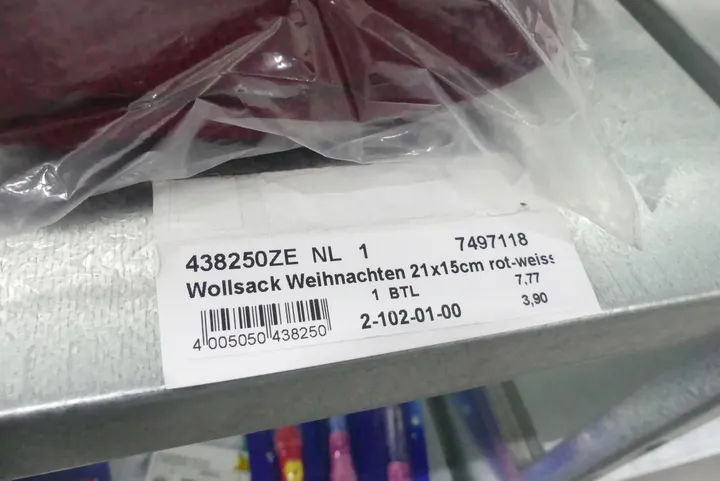 438250ZE NL 1 7497118
Wollsack Weihnachten 21x15cm rot-weiss
1 BTL 7,77
2-102-01-00 3,90
4 005050 438250